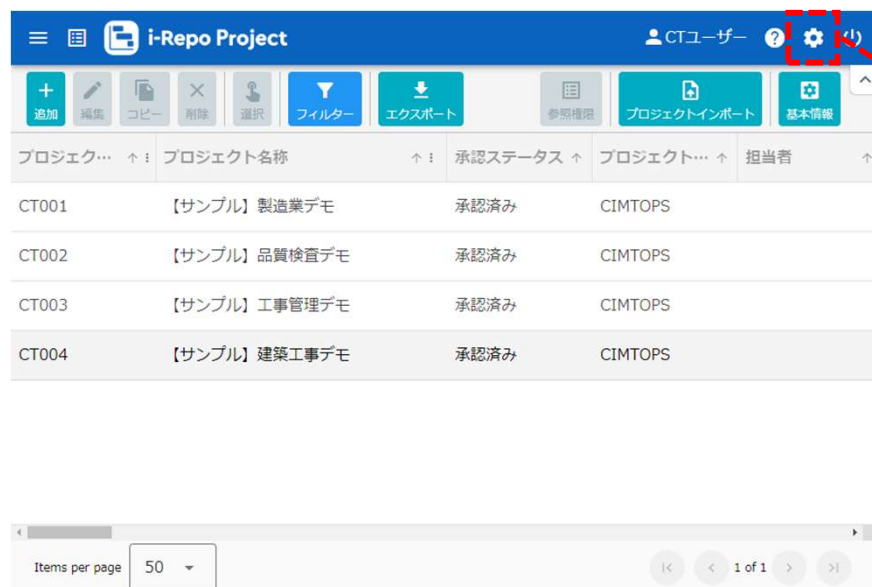 i-Repo Project CTユーザー
追加 編集 コピー 削除 選択 フィルター エクスポート 参照権限 プロジェクトインポート 基本情報
プロジェク… プロジェクト名称 承認ステータス プロジェクト… 担当者
CT001 【サンプル】製造業デモ 承認済み CIMTOPS
CT002 【サンプル】品質検査デモ 承認済み CIMTOPS
CT003 【サンプル】工事管理デモ 承認済み CIMTOPS
CT004 【サンプル】建築工事デモ 承認済み CIMTOPS
Items per page 50 1 of 1